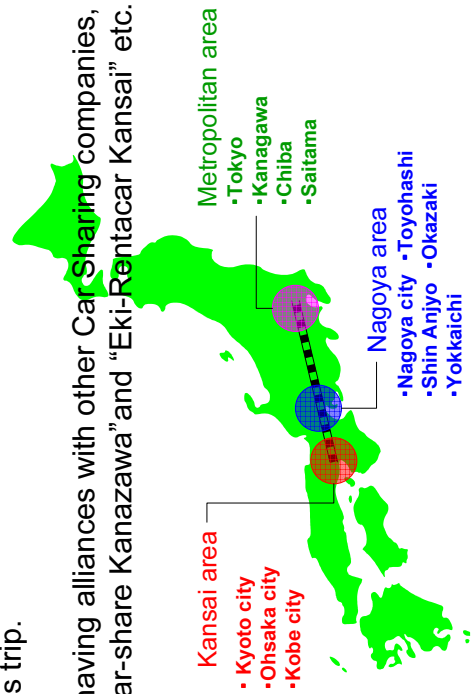 s trip.
having alliances with other Car Sharing companies,
ar-share Kanazawa”and “Eki-Rentacar Kansai” etc.
Metropolitan area
▪Tokyo
▪Kanagawa
▪Chiba
▪Saitama
Kansai area
▪ Kyoto city
▪Ohsaka city
▪Kobe city
Nagoya area
▪Nagoya city ▪Toyohashi
▪Shin Anjyo ▪Okazaki
▪Yokkaichi